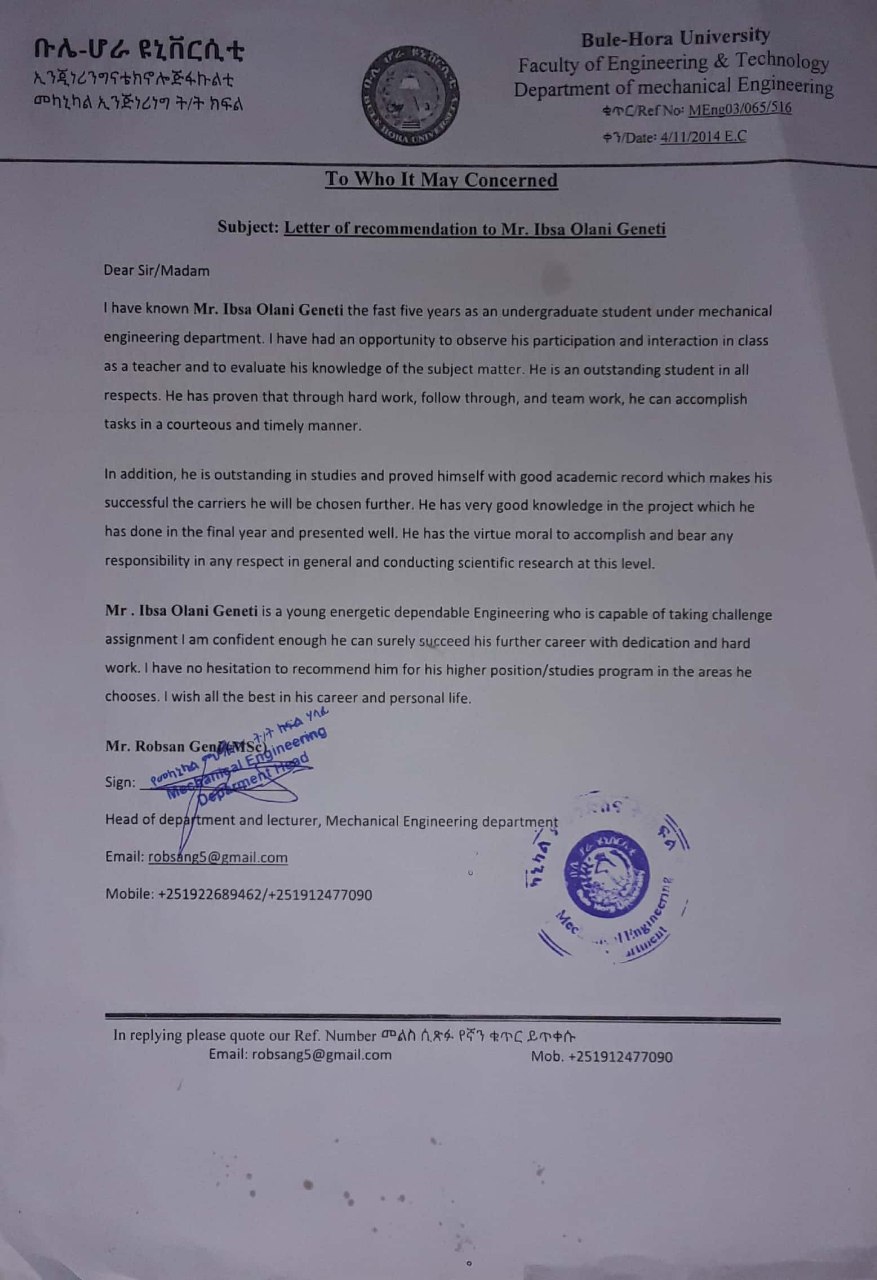 ቡሌ-ሆራ ዩኒቨርሲቲ
ኢንጂነሪንግናቴክኖሎጅፋኩልቲ
መካኒካል ኢንጅነሪነግ ት/ት ክፍል
Bule-Hora University
Faculty of Engineering & Technology
Department of mechanical Engineering
ቁጥር/Ref No: MEng03/065/516
ቀን/Date: 4/11/2014 E.C
BULE HORA UNIVERSITY
To Who It May Concerned
Subject: Letter of recommendation to Mr. Ibsa Olani Geneti
Dear Sir/Madam
I have known Mr. Ibsa Olani Geneti the fast five years as an undergraduate student under mechanical
engineering department. I have had an opportunity to observe his participation and interaction in class
as a teacher and to evaluate his knowledge of the subject matter. He is an outstanding student in all
respects. He has proven that through hard work, follow through, and team work, he can accomplish
tasks in a courteous and timely manner.
In addition, he is outstanding in studies and proved himself with good academic record which makes his
successful the carriers he will be chosen further. He has very good knowledge in the project which he
has done in the final year and presented well. He has the virtue moral to accomplish and bear any
responsibility in any respect in general and conducting scientific research at this level.
Mr . Ibsa Olani Geneti is a young energetic dependable Engineering who is capable of taking challenge
assignment I am confident enough he can surely succeed his further career with dedication and hard
work. I have no hesitation to recommend him for his higher position/studies program in the areas he
chooses. I wish all the best in his career and personal life.
Mr. Robsan (MSc)
ት/ት ክፍል ሃላፊ
Mechanical Engineering
Deparment Head
Sign:
Head of department and lecturer, Mechanical Engineering department
Email: robsang5@gmail.com
Mobile: +251922689462/+251912477090
Engineering
In replying please quote our Ref. Number መልስ ሲጽፉ የኛን ቁጥር ይጥቀሱ
Email: robsang5@gmail.com Mob. +251912477090